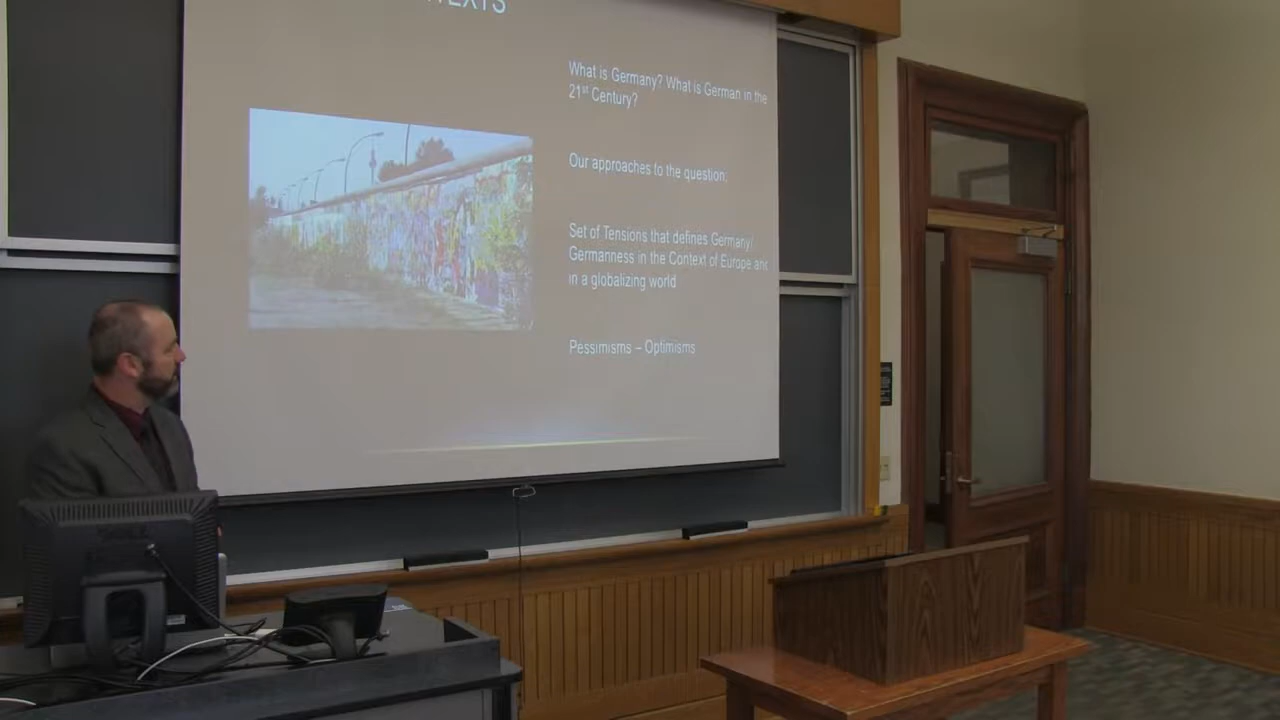 What is Germany? What is German in the
21st Century?
Our approaches to the question;
Set of Tensions that defines Germany/
Germanness in the Context of Europe and
in a globalizing world
Pessimisms – Optimisms